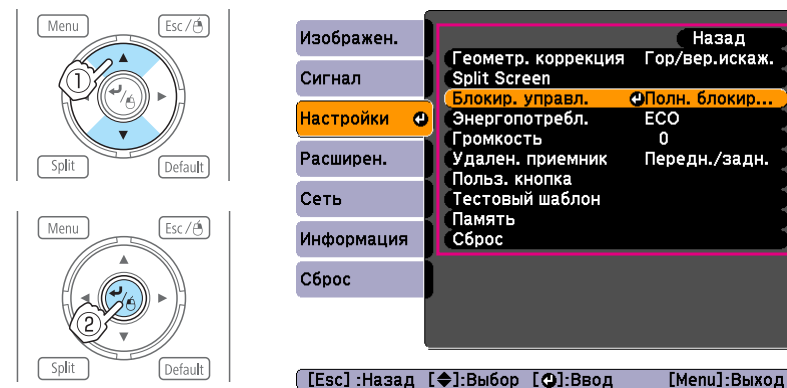 Menu
Esc/
1
Split
Default
Menu
Esc/
2
Split
Default
Изображен.
Сигнал
Настройки
Расширен.
Сеть
Информация
Сброс
Назад
Геометр. коррекция Гор/вер.искаж.
Split Screen
Блокир. управл. Полн. блокир...
Энергопотребл. ECO
Громкость 0
Удален. приемник Передн./задн.
Польз. кнопка
Тестовый шаблон
Память
Сброс
[Esc] :Назад [◆]:Выбор [⏎]:Ввод [Menu]:Выход